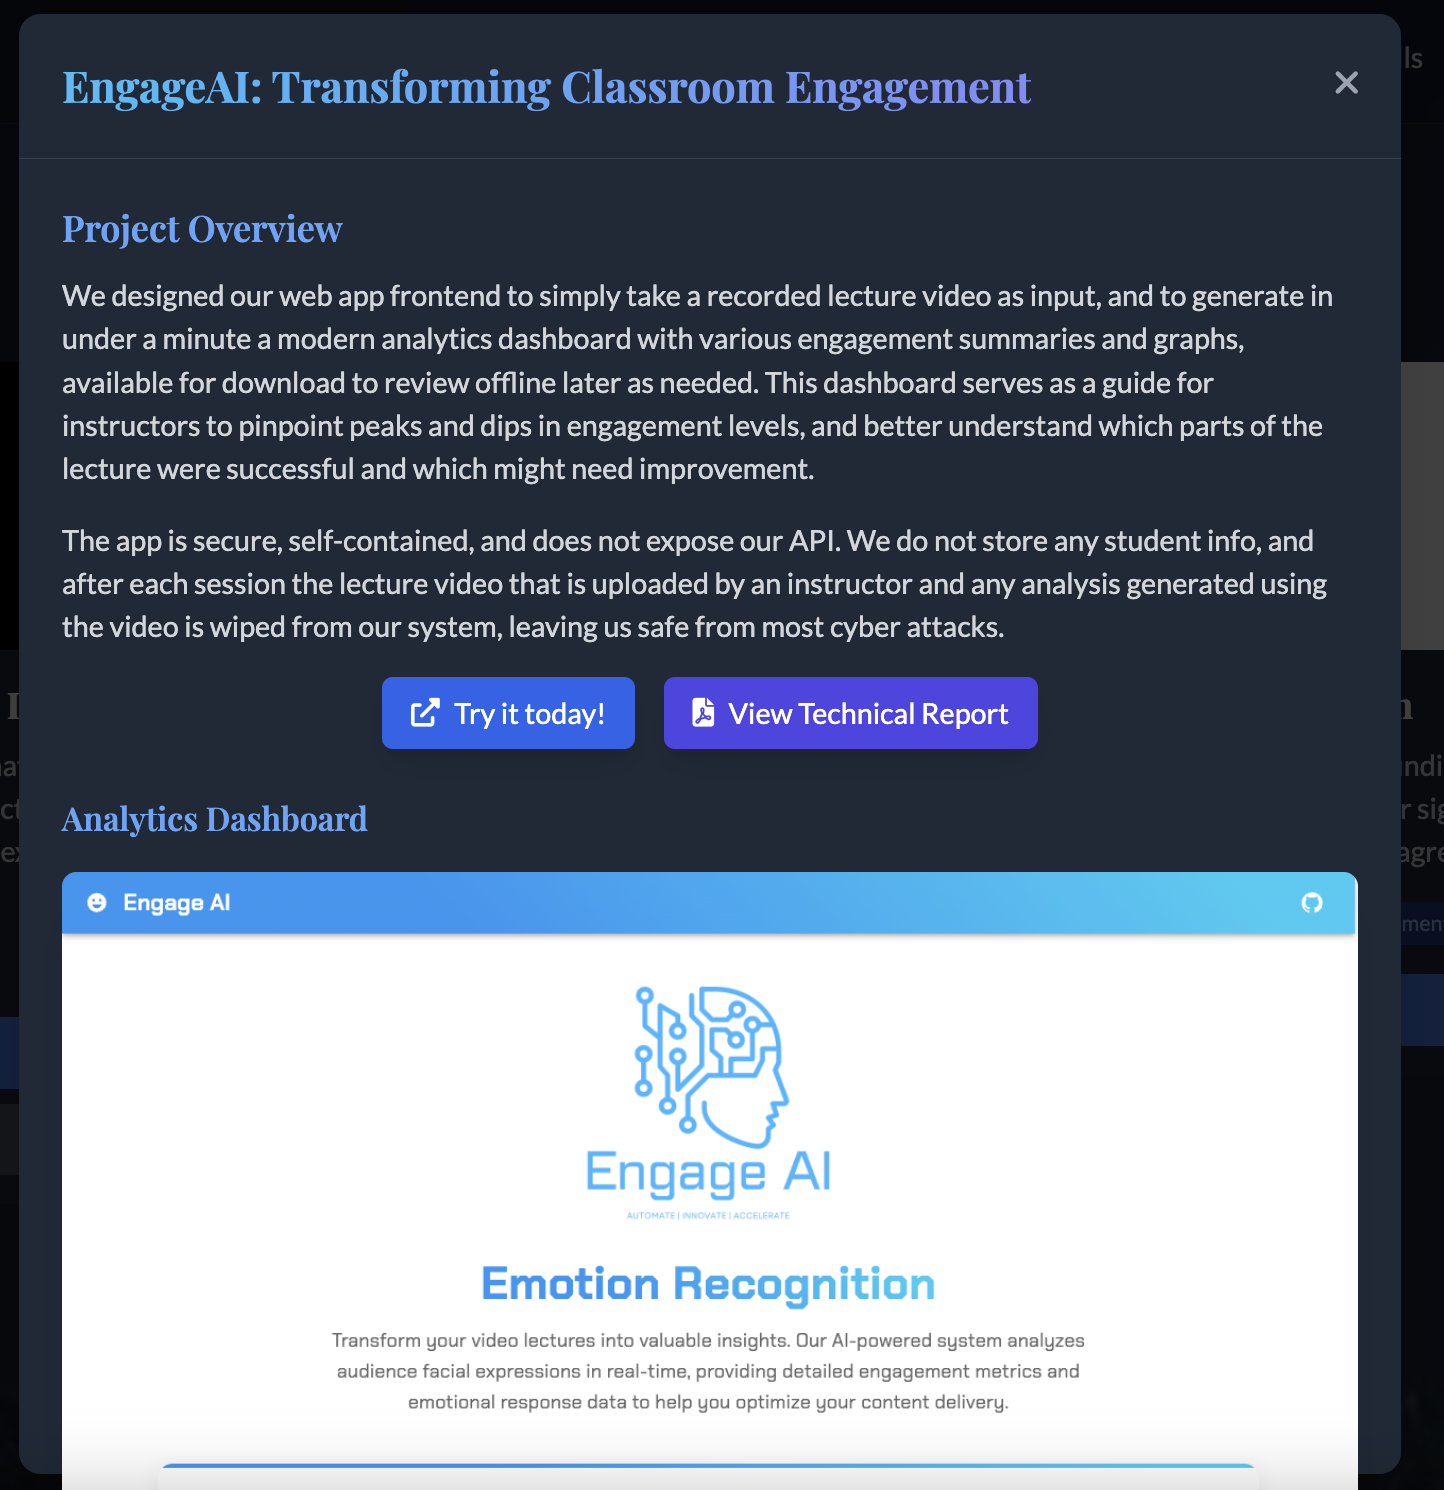 EngageAI: Transforming Classroom Engagement
ls
Project Overview
We designed our web app frontend to simply take a recorded lecture video as input, and to generate in
under a minute a modern analytics dashboard with various engagement summaries and graphs,
available for download to review offline later as needed. This dashboard serves as a guide for
instructors to pinpoint peaks and dips in engagement levels, and better understand which parts of the
lecture were successful and which might need improvement.
The app is secure, self-contained, and does not expose our API. We do not store any student info, and
after each session the lecture video that is uploaded by an instructor and any analysis generated using
the video is wiped from our system, leaving us safe from most cyber attacks.
Try it today!
View Technical Report
Analytics Dashboard
Engage AI
Engage AI
AUTOMATE | INNOVATE | ACCELERATE
Emotion Recognition
Transform your video lectures into valuable insights. Our AI-powered system analyzes
audience facial expressions in real-time, providing detailed engagement metrics and
emotional response data to help you optimize your content delivery.